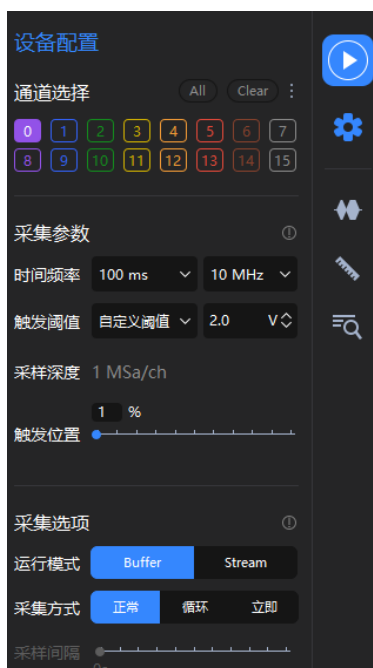 设备配置
通道选择 All Clear
0 1 2 3 4 5 6 7
8 9 10 11 12 13 14 15
采集参数
时间频率 100 ms 10 MHz
触发阈值 自定义阈值 2.0 V
采样深度 1 MSa/ch
1 %
触发位置
采集选项
运行模式 Buffer Stream
采集方式 正常 循环 立即
采样间隔